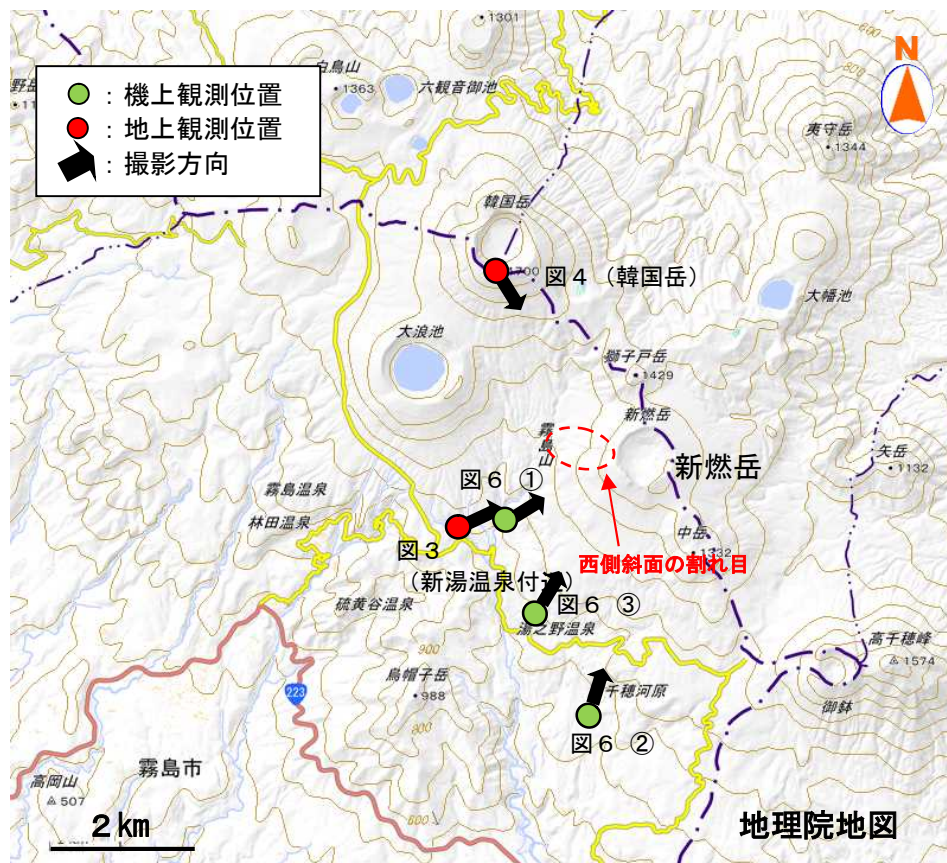 1301
600
N
白鳥山
800
野岳
1363
六観音御池
夷守岳
1344
：機上観測位置
：地上観測位置
：撮影方向
韓国岳
1700
図４（韓国岳）
大幡池
大浪池
獅子戸岳
1429
新燃岳
霧島山
新燃岳
矢岳
1132
図６ ①
霧島温泉
林田温泉
中岳
1332
図３
西側斜面の割れ目
（新湯温泉付近）
硫黄谷温泉
図６ ③
湯之野温泉
900
烏帽子岳
988
高千穂峰
1574
千穂河原
223
御鉢
800
図６ ②
霧島市
高岡山
507
600
２km
地理院地図